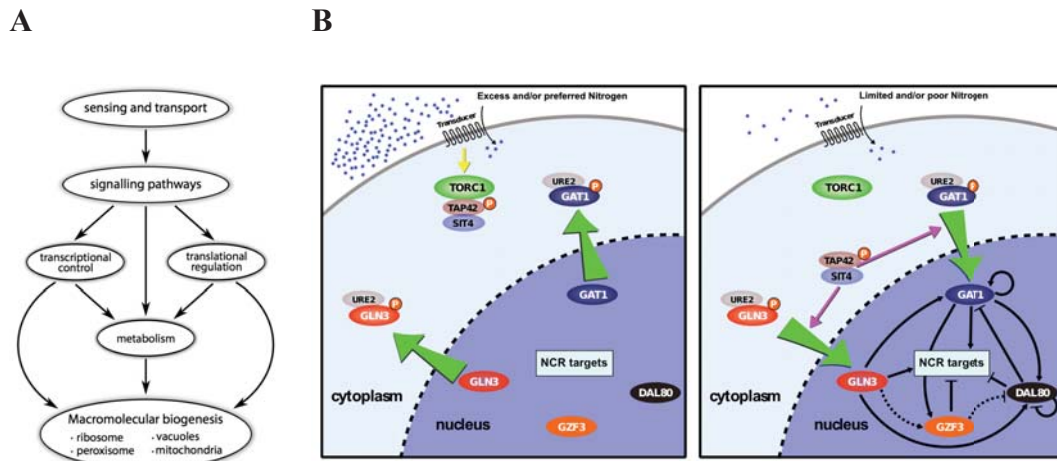 A
B
sensing and transport
signalling pathways
transcriptional
control
translational
regulation
metabolism
Macromolecular biogenesis
· ribosome
· vacuoles
· peroxisome
· mitochondria
Excess and/or preferred Nitrogen
Transducer
TORC1
TAP42
P
SIT4
URE2
P
GAT1
URE2
P
GLN3
GAT1
GLN3
NCR targets
DAL80
GZF3
cytoplasm
nucleus
Limited and/or poor Nitrogen
Transducer
TORC1
URE2
P
GAT1
TAP42
P
SIT4
URE2
P
GLN3
GAT1
NCR targets
GLN3
DAL80
GZF3
cytoplasm
nucleus